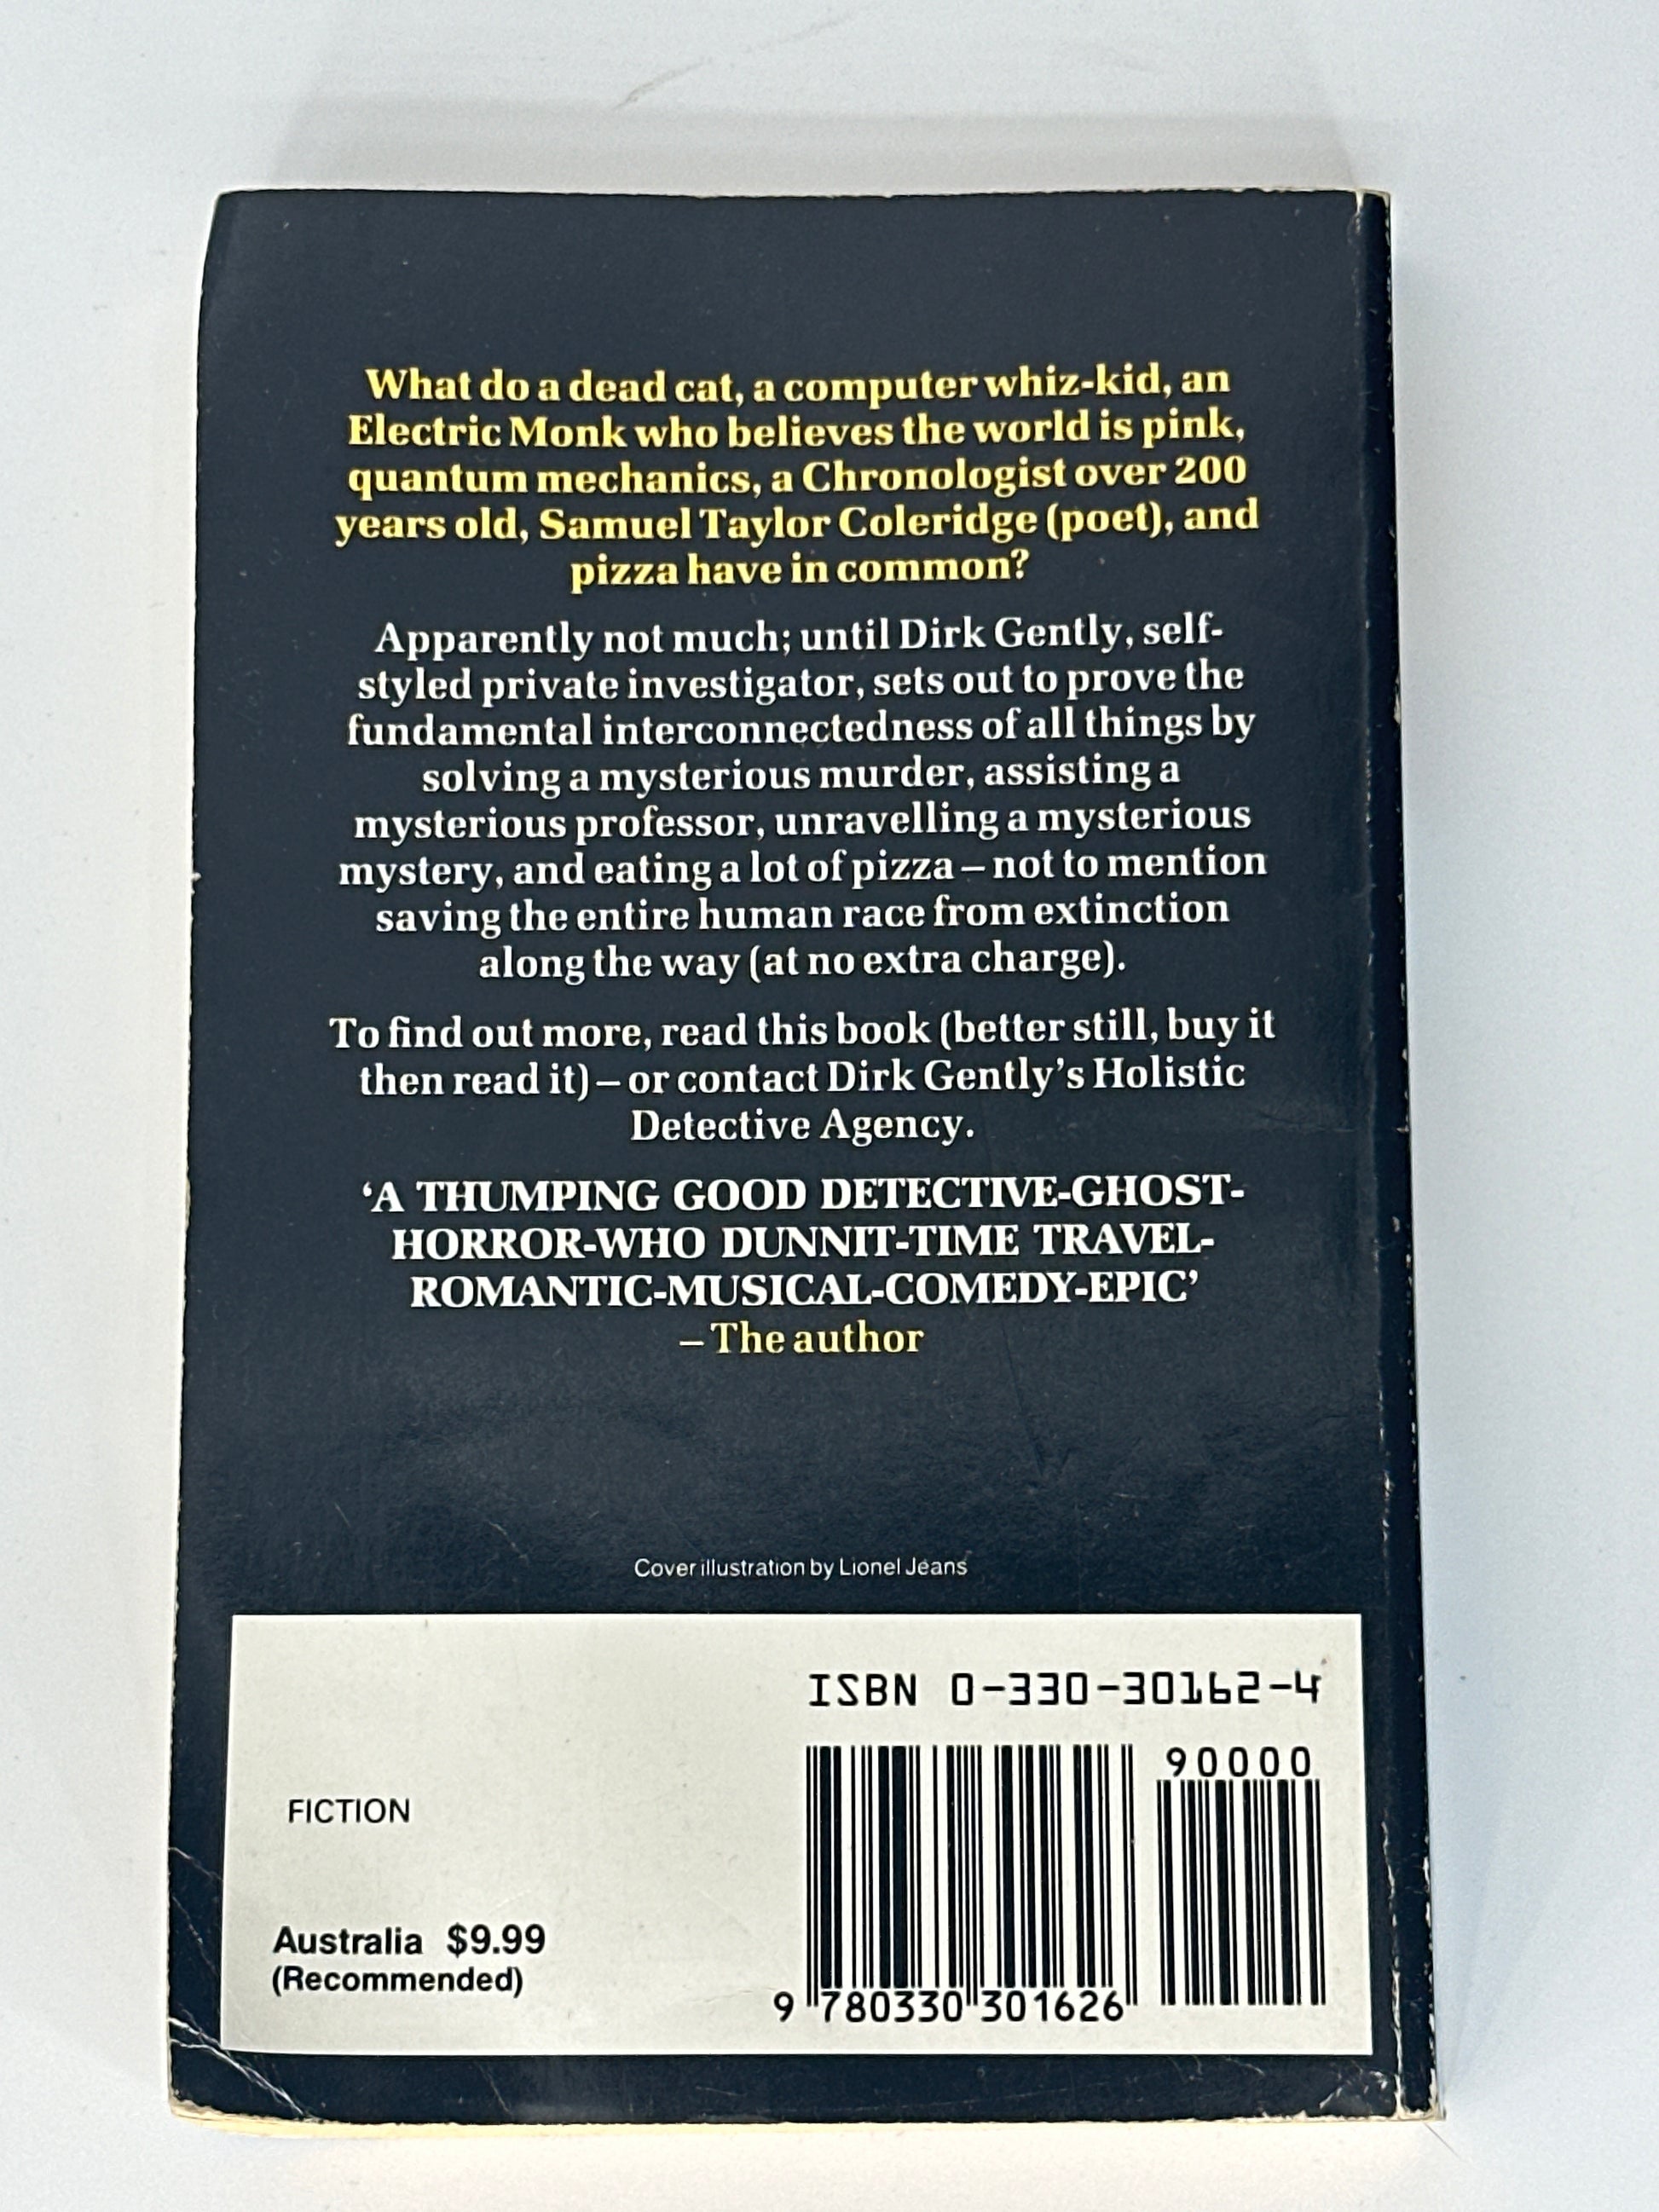 What do a dead cat, a computer whiz-kid, an
Electric Monk who believes the world is pink,
quantum mechanics, a Chronologist over 200
years old, Samuel Taylor Coleridge (poet), and
pizza have in common?
Apparently not much; until Dirk Gently, self-
styled private investigator, sets out to prove the
fundamental interconnectedness of all things by
solving a mysterious murder, assisting a
mysterious professor, unravelling a mysterious
mystery, and eating a lot of pizza – not to mention
saving the entire human race from extinction
along the way (at no extra charge).
To find out more, read this book (better still, buy it
then read it) – or contact Dirk Gently's Holistic
Detective Agency.
‘A THUMPING GOOD DETECTIVE-GHOST-
HORROR-WHO DUNNIT-TIME TRAVEL-
ROMANTIC-MUSICAL-COMEDY-EPIC’
– The author
Cover illustration by Lionel Jeans
ISBN 0-330-30162-4
90000
FICTION
Australia $9.99
(Recommended)
9 780330 301626